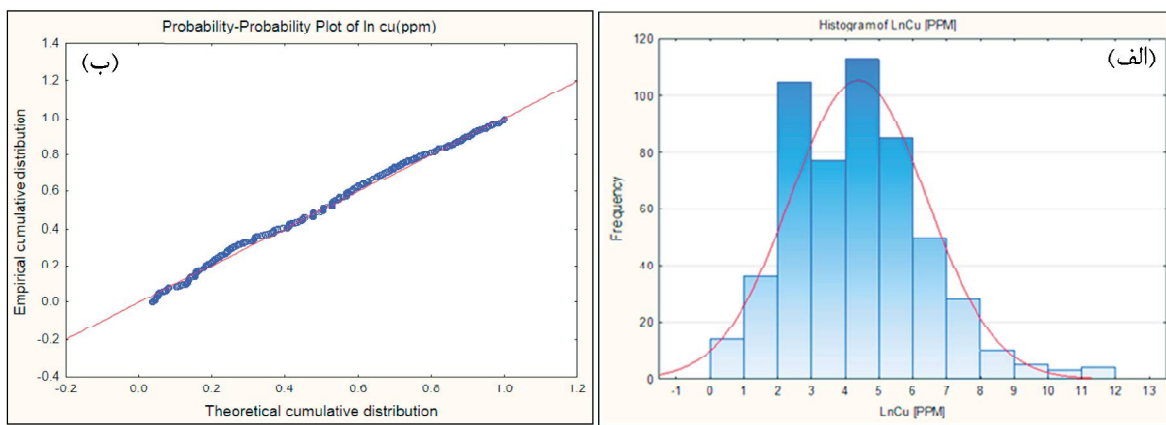 Probability-Probability Plot of ln cu(ppm)
(ب)
1.4
1.2
1.0
0.8
0.6
0.4
0.2
0.0
-0.2
-0.4
Empirical cumulative distribution
-0.2 0.0 0.2 0.4 0.6 0.8 1.0 1.2
Theoretical cumulative distribution
Histogram of LnCu [PPM]
(الف)
120
100
80
60
40
20
0
Frequency
-1 0 1 2 3 4 5 6 7 8 9 10 11 12 13
LnCu [PPM]